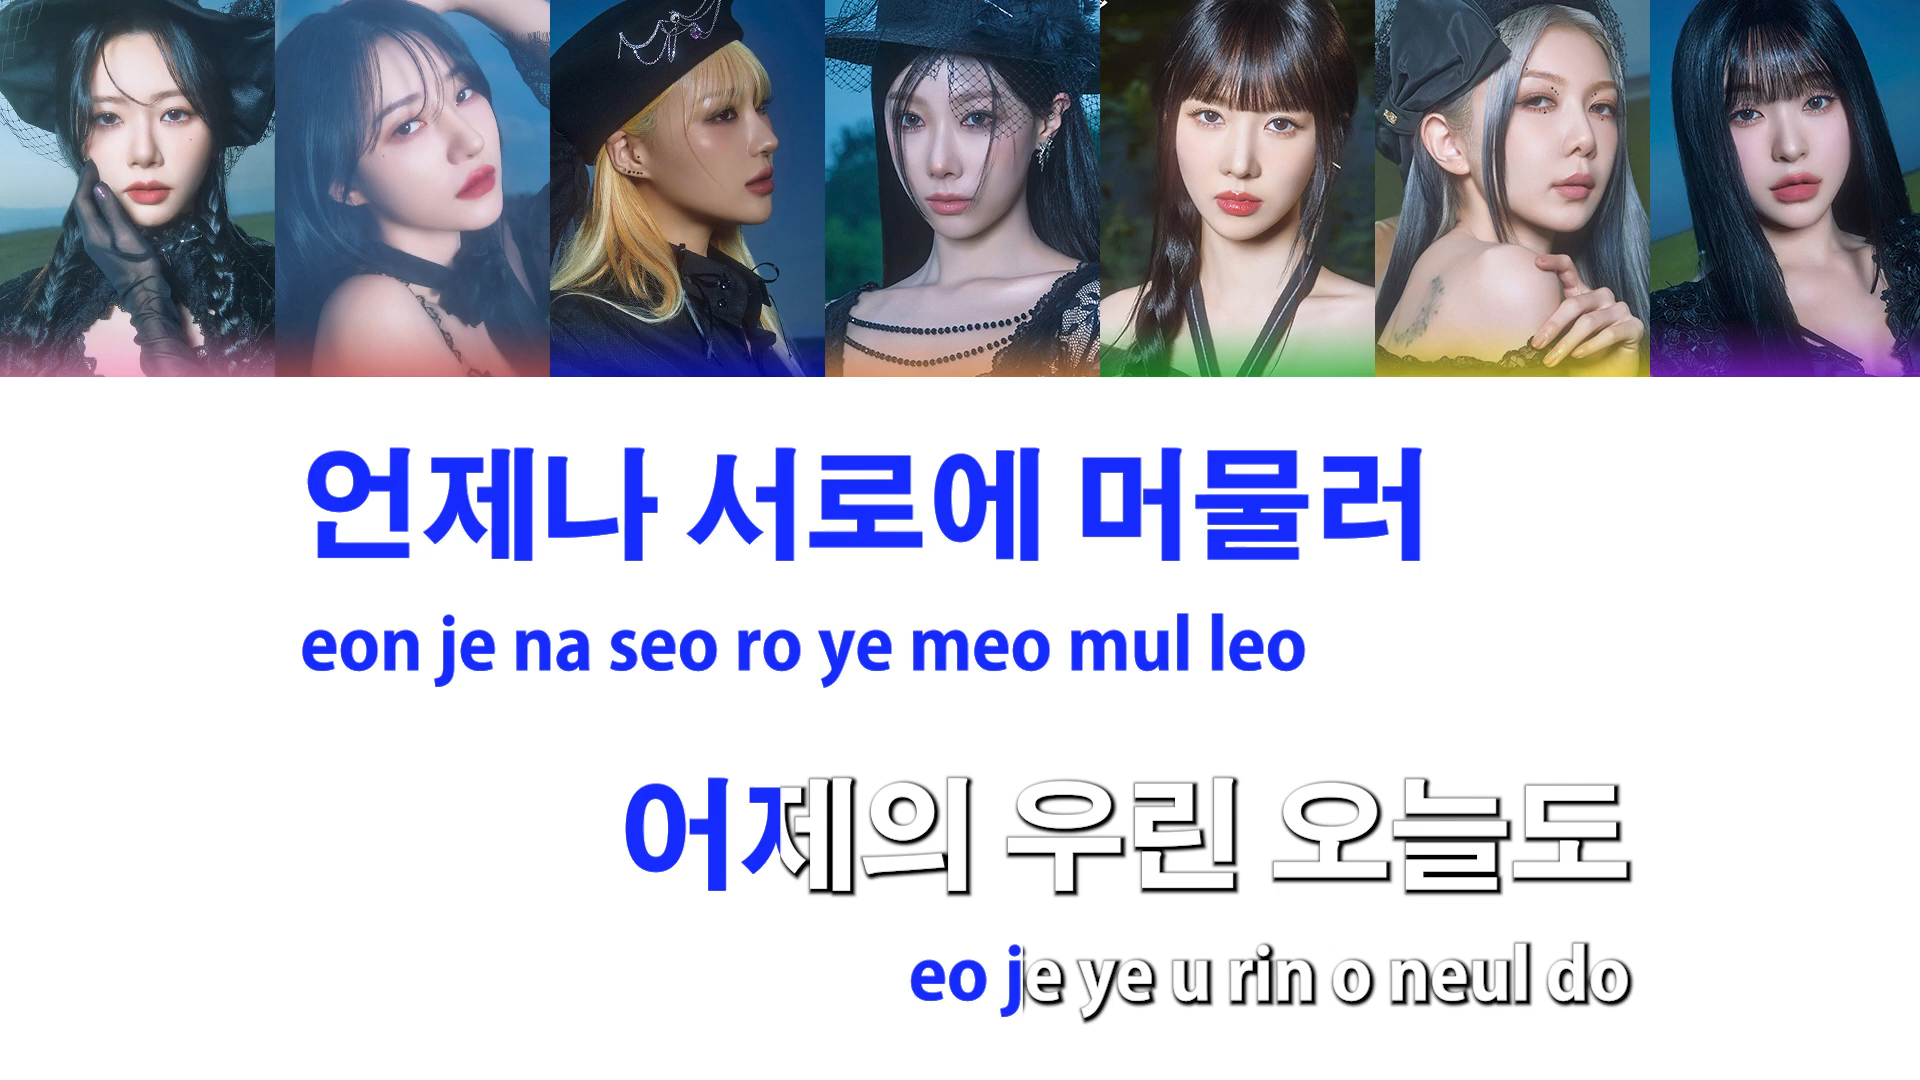 언제나 서로에 머물러
eon je na seo ro ye meo mul leo
어제의 우린 오늘도
eo je ye u rin o neul do